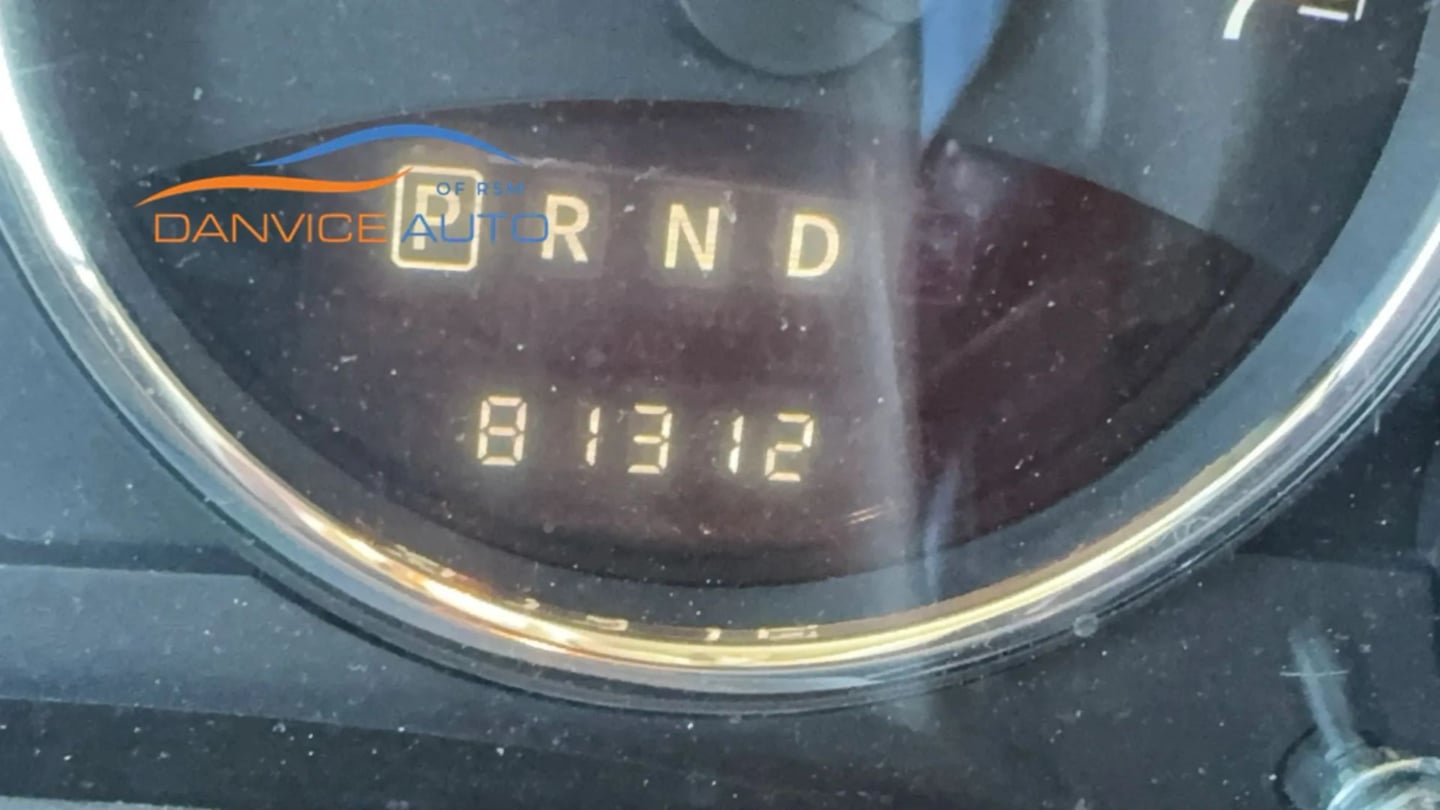 OF RSM
DANVICE AUTO
P R N D
81312